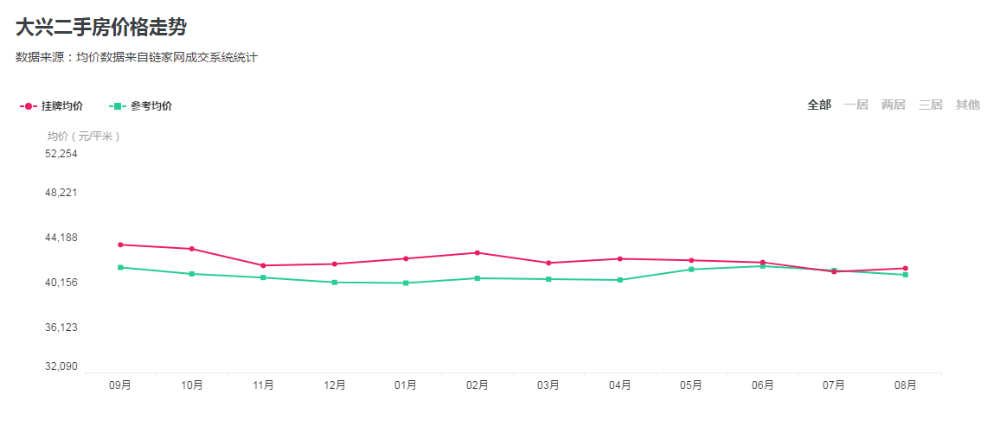 大兴二手房价格走势
数据来源：均价数据来自链家网成交系统统计
挂牌均价 参考均价 全部 一居 两居 三居 其他
均价（元/平米）
52,254
48,221
44,188
40,156
36,123
32,090
09月 10月 11月 12月 01月 02月 03月 04月 05月 06月 07月 08月